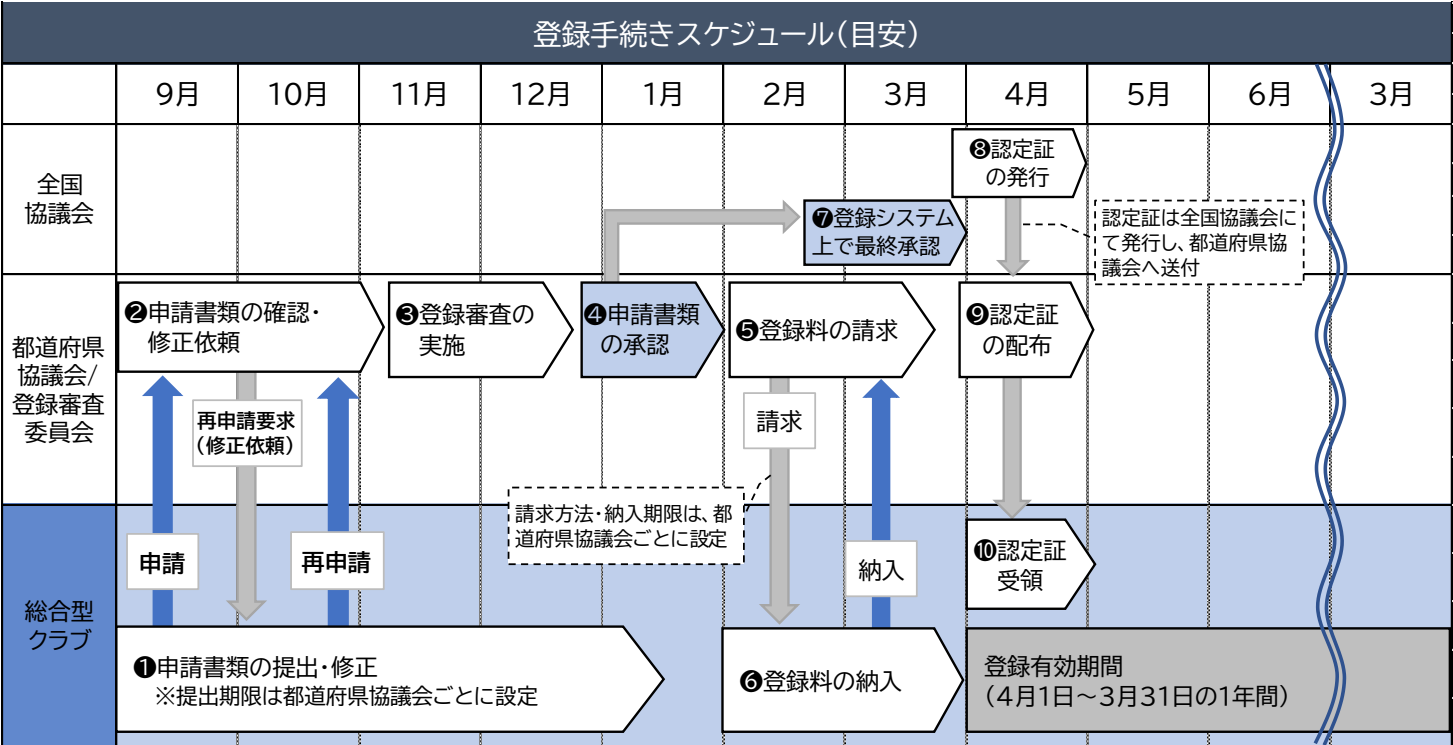 登録手続きスケジュール(目安)
9月 10月 11月 12月 1月 2月 3月 4月 5月 6月 3月
全国
協議会
❽認定証
の発行
❼登録システム
上で最終承認
認定証は全国協議会に
て発行し、都道府県協
議会へ送付
都道府県
協議会/
登録審査
委員会
❷申請書類の確認・
修正依頼
❸登録審査の
実施
❹申請書類
の承認
❺登録料の請求
❾認定証
の配布
再申請要求
(修正依頼)
請求
請求方法・納入期限は、都
道府県協議会ごとに設定
総合型
クラブ
申請
再申請
納入
❿認定証
受領
❶申請書類の提出・修正
※提出期限は都道府県協議会ごとに設定
❻登録料の納入
登録有効期間
(4月1日~3月31日の1年間)